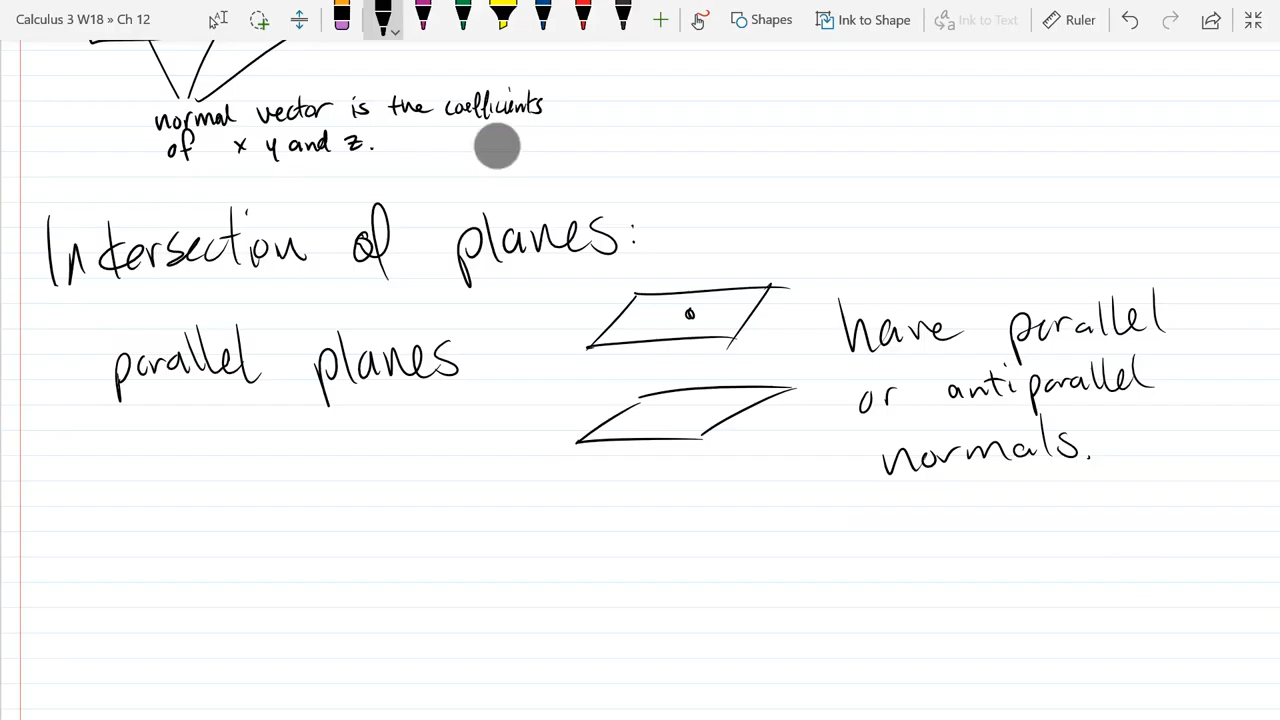 Calculus 3 W18 » Ch 12
Shapes
Ink to Shape
Ink to Text
Ruler
normal vector is the coefficients
of x y and z.
Intersection of planes:
parallel planes
have parallel
or antiparallel
normals.